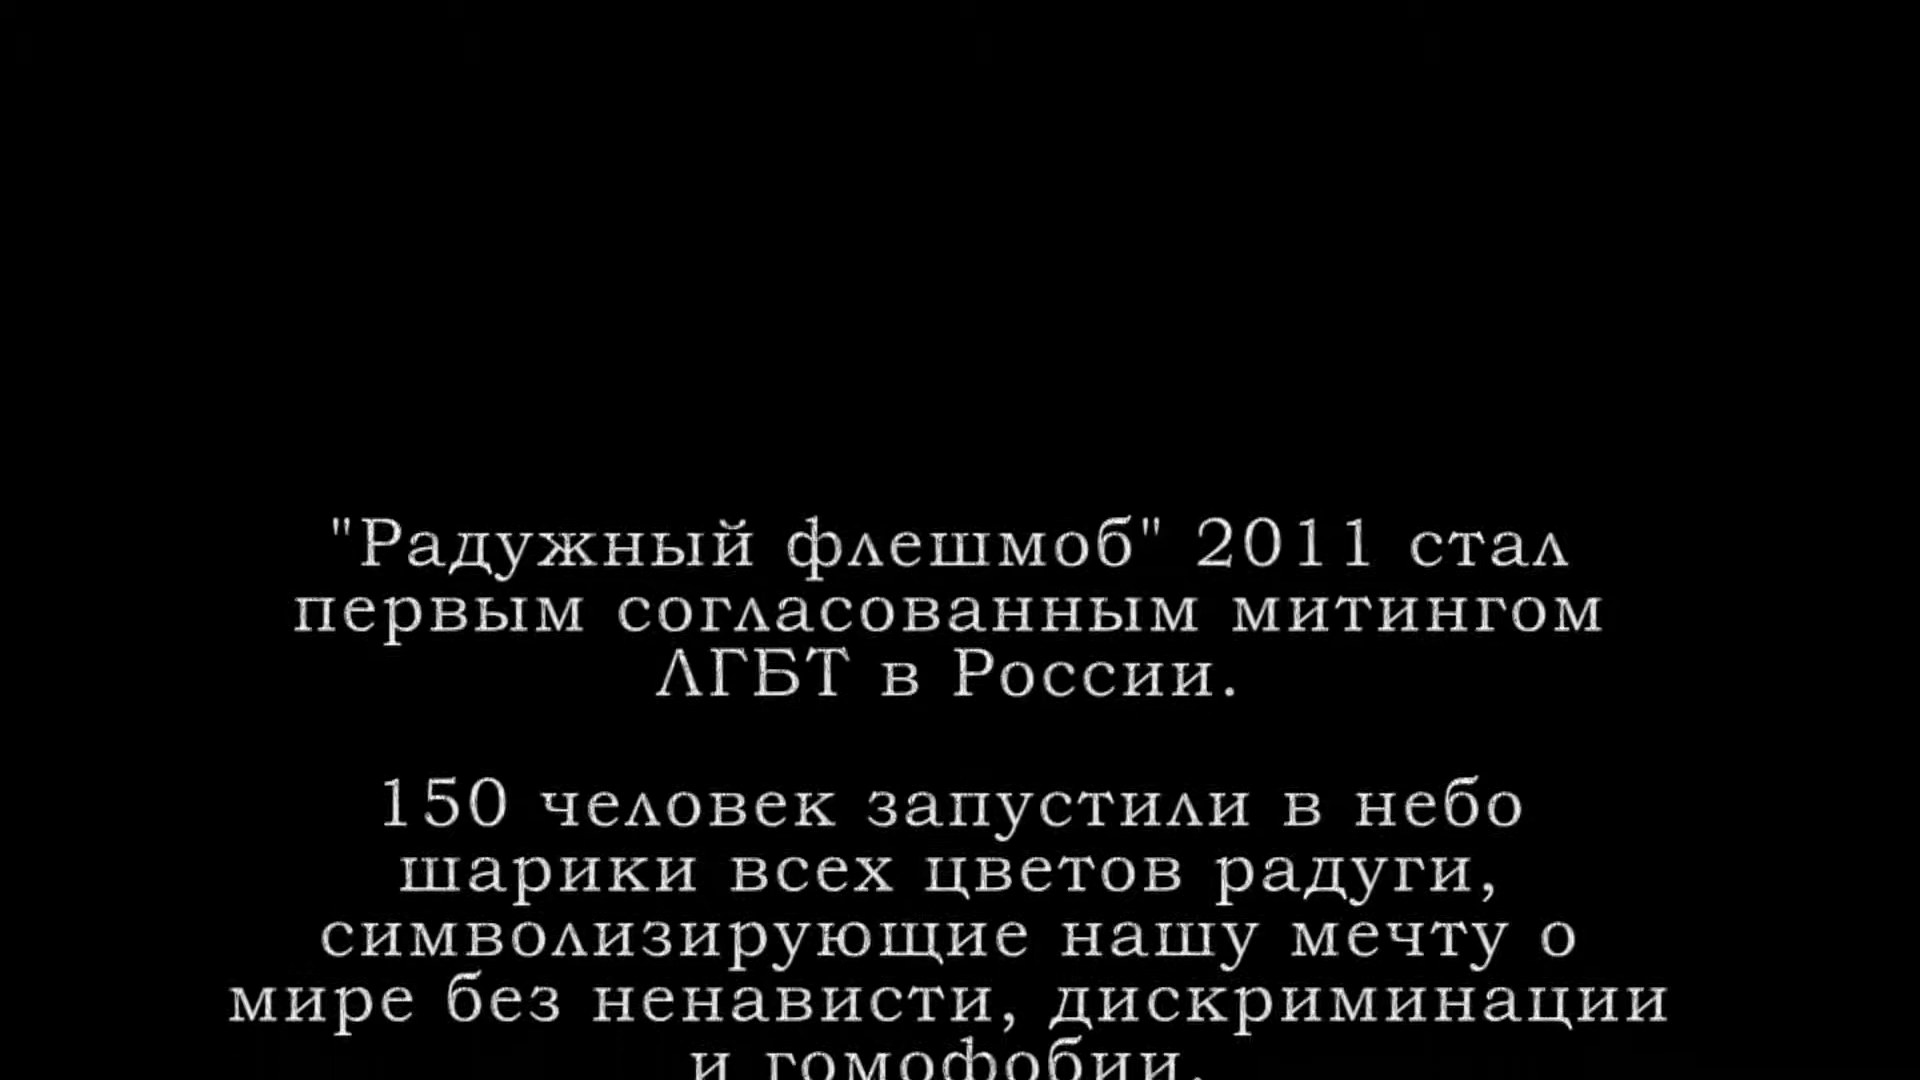 "Радужный флешмоб" 2011 стал
первым согласованным митингом
ЛГБТ в России.
150 человек запустили в небо
шарики всех цветов радуги,
символизирующие нашу мечту о
мире без ненависти, дискриминации
и гомофобии.